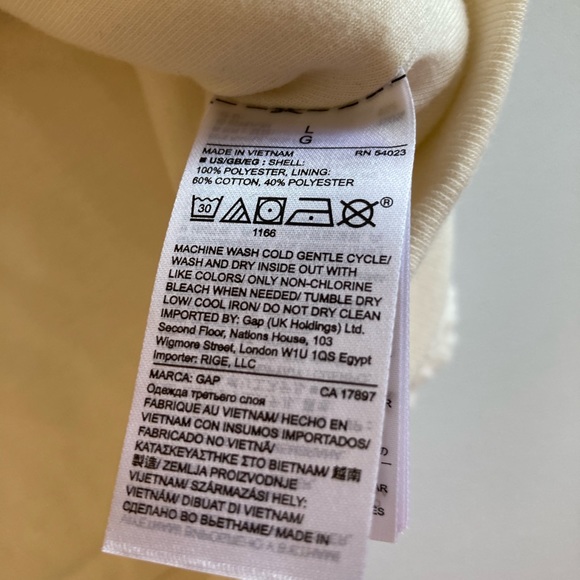 L
G
MADE IN VIETNAM RN 54023
■ US/GB/EG : SHELL:
100% POLYESTER, LINING:
60% COTTON, 40% POLYESTER
30
®
1166
MACHINE WASH COLD GENTLE CYCLE/
WASH AND DRY INSIDE OUT WITH
LIKE COLORS/ ONLY NON-CHLORINE
BLEACH WHEN NEEDED/ TUMBLE DRY
LOW/ COOL IRON/ DO NOT DRY CLEAN
IMPORTED BY: Gap (UK Holdings) Ltd.
Second Floor, Nations House, 103
Wigmore Street, London W1U 1QS Egypt
Importer: RIGE, LLC
MARCA: GAP CA 17897
Одежда третьего слоя
FABRIQUE AU VIETNAM/ HECHO EN
VIETNAM CON INSUMOS IMPORTADOS/
FABRICADO NO VIETNÃ/
ΚΑΤΑΣΚΕΥΑΣΤΗΚΕ ΣΤΟ ΒΙΕΤΝΑΜ/ 越南
製造/ ZEMLJA PROIZVODNJE
VIJETNAM/ SZÁRMAZÁSI HELY:
VIETNÁM/ DIBUAT DI VIETNAM/
СДЕЛАНО ВО ВЬЕТНАМЕ/